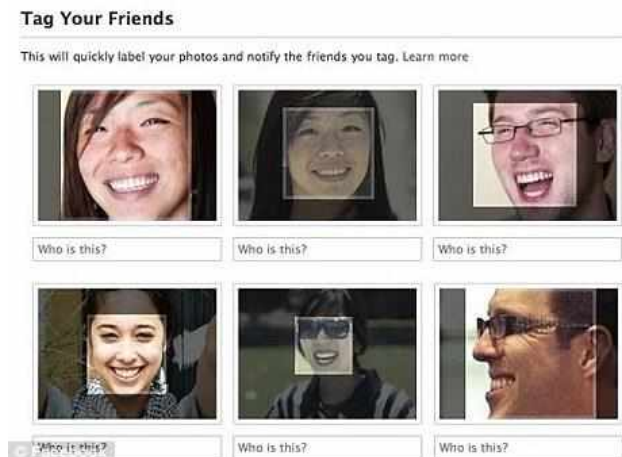 Tag Your Friends
This will quickly label your photos and notify the friends you tag. Learn more
Who is this?
Who is this?
Who is this?
Who is this?
Who is this?
Who is this?
© Facebook